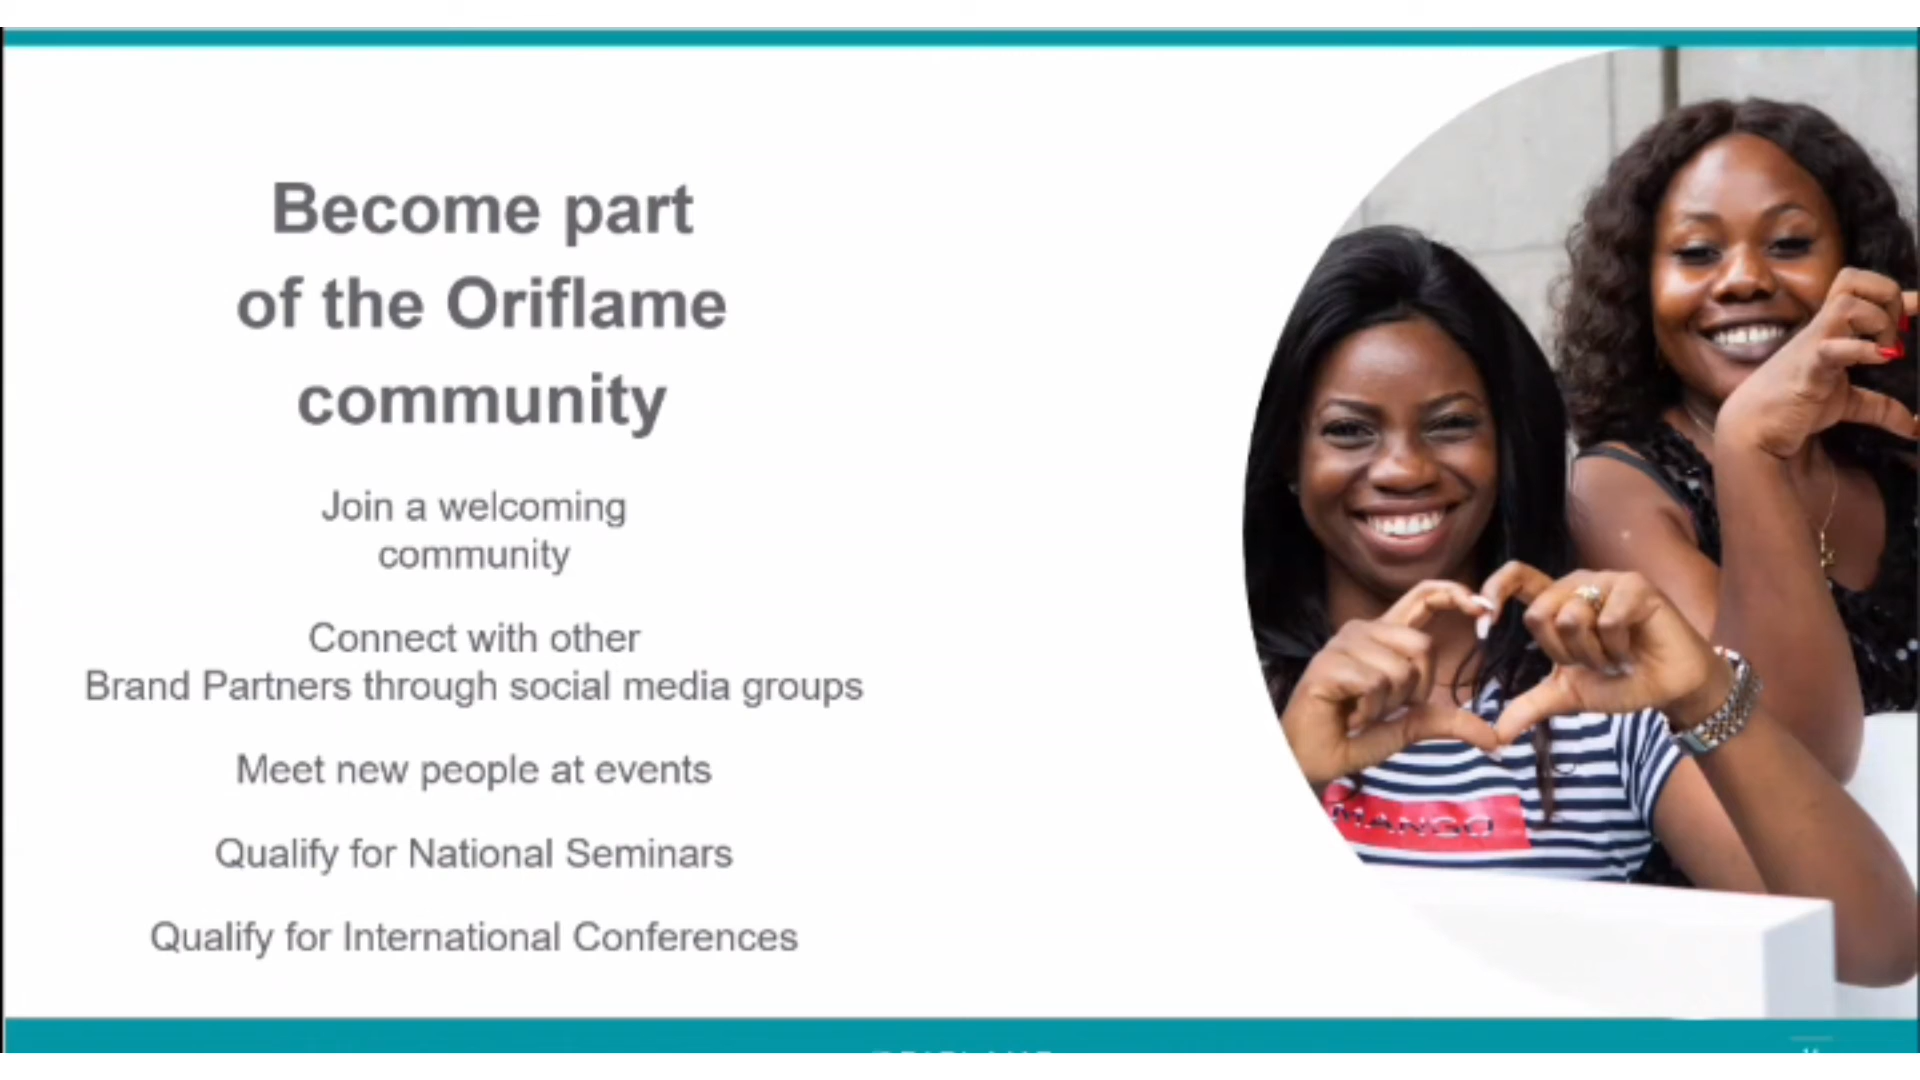 Become part
of the Oriflame
community
Join a welcoming
community
Connect with other
Brand Partners through social media groups
Meet new people at events
Qualify for National Seminars
Qualify for International Conferences
MANGO